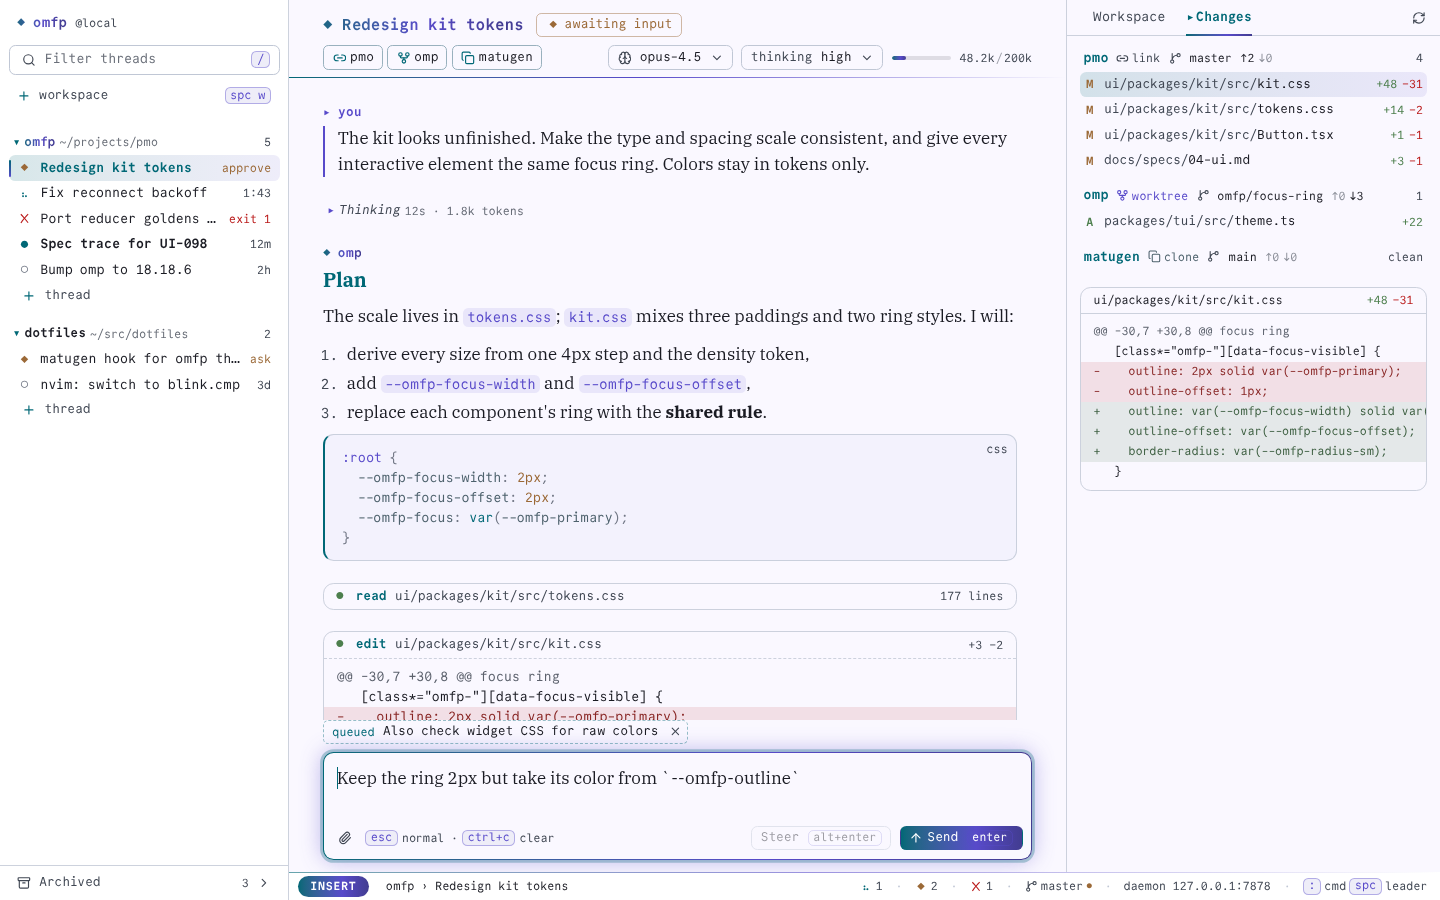 omfp @local
Filter threads /
+ workspace spc w
omfp ~/projects/pmo 5
Redesign kit tokens approve
Fix reconnect backoff 1:43
Port reducer goldens … exit 1
Spec trace for UI-098 12m
Bump omp to 18.18.6 2h
+ thread
dotfiles ~/src/dotfiles 2
matugen hook for omfp th… ask
nvim: switch to blink.cmp 3d
+ thread
Archived 3
Redesign kit tokens awaiting input
pmo omp matugen opus-4.5 thinking high 48.2k/200k
you
The kit looks unfinished. Make the type and spacing scale consistent, and give every
interactive element the same focus ring. Colors stay in tokens only.
Thinking 12s · 1.8k tokens
omp
Plan
The scale lives in tokens.css; kit.css mixes three paddings and two ring styles. I will:
1. derive every size from one 4px step and the density token,
2. add --omfp-focus-width and --omfp-focus-offset,
3. replace each component's ring with the shared rule.
css
:root {
--omfp-focus-width: 2px;
--omfp-focus-offset: 2px;
--omfp-focus: var(--omfp-primary);
}
read ui/packages/kit/src/tokens.css 177 lines
edit ui/packages/kit/src/kit.css +3 −2
@@ -30,7 +30,8 @@ focus ring
[class*="omfp-"][data-focus-visible] {
- outline: 2px solid var(--omfp-primary);
queued Also check widget CSS for raw colors ×
Keep the ring 2px but take its color from `--omfp-outline`
esc normal · ctrl+c clear Steer alt+enter ↑ Send enter
INSERT omfp › Redesign kit tokens 1 · 2 · 1 · master · daemon 127.0.0.1:7878 · : cmd spc leader
Workspace Changes
pmo link master ↑2 ↓0 4
M ui/packages/kit/src/kit.css +48 −31
M ui/packages/kit/src/tokens.css +14 −2
M ui/packages/kit/src/Button.tsx +1 −1
M docs/specs/04-ui.md +3 −1
omp worktree omfp/focus-ring ↑0 ↓3 1
A packages/tui/src/theme.ts +22
matugen clone main ↑0 ↓0 clean
ui/packages/kit/src/kit.css +48 −31
@@ -30,7 +30,8 @@ focus ring
[class*="omfp-"][data-focus-visible] {
- outline: 2px solid var(--omfp-primary);
- outline-offset: 1px;
+ outline: var(--omfp-focus-width) solid var(
+ outline-offset: var(--omfp-focus-offset);
+ border-radius: var(--omfp-radius-sm);
}